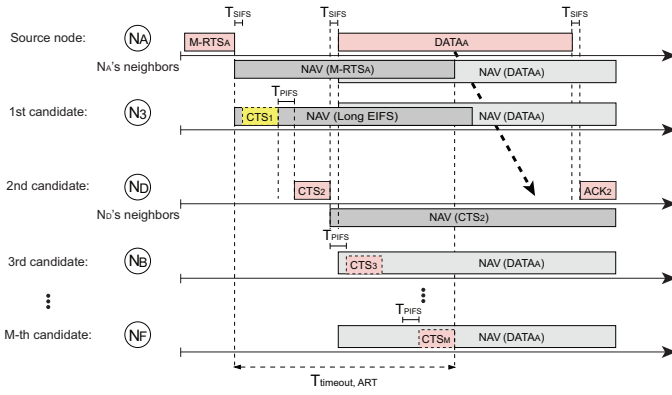 TSIFS TSIFS TSIFS
Source node: NA M-RTSA DATAA
NA's neighbors NAV (M-RTSA) NAV (DATAA)
TPIFS
1st candidate: N3 CTS1 NAV (Long EIFS) NAV (DATAA)
2nd candidate: ND CTS2 ACK2
ND's neighbors NAV (CTS2)
TPIFS
3rd candidate: NB CTS3 NAV (DATAA)
TPIFS
M-th candidate: NF CTSM NAV (DATAA)
Ttimeout, ART